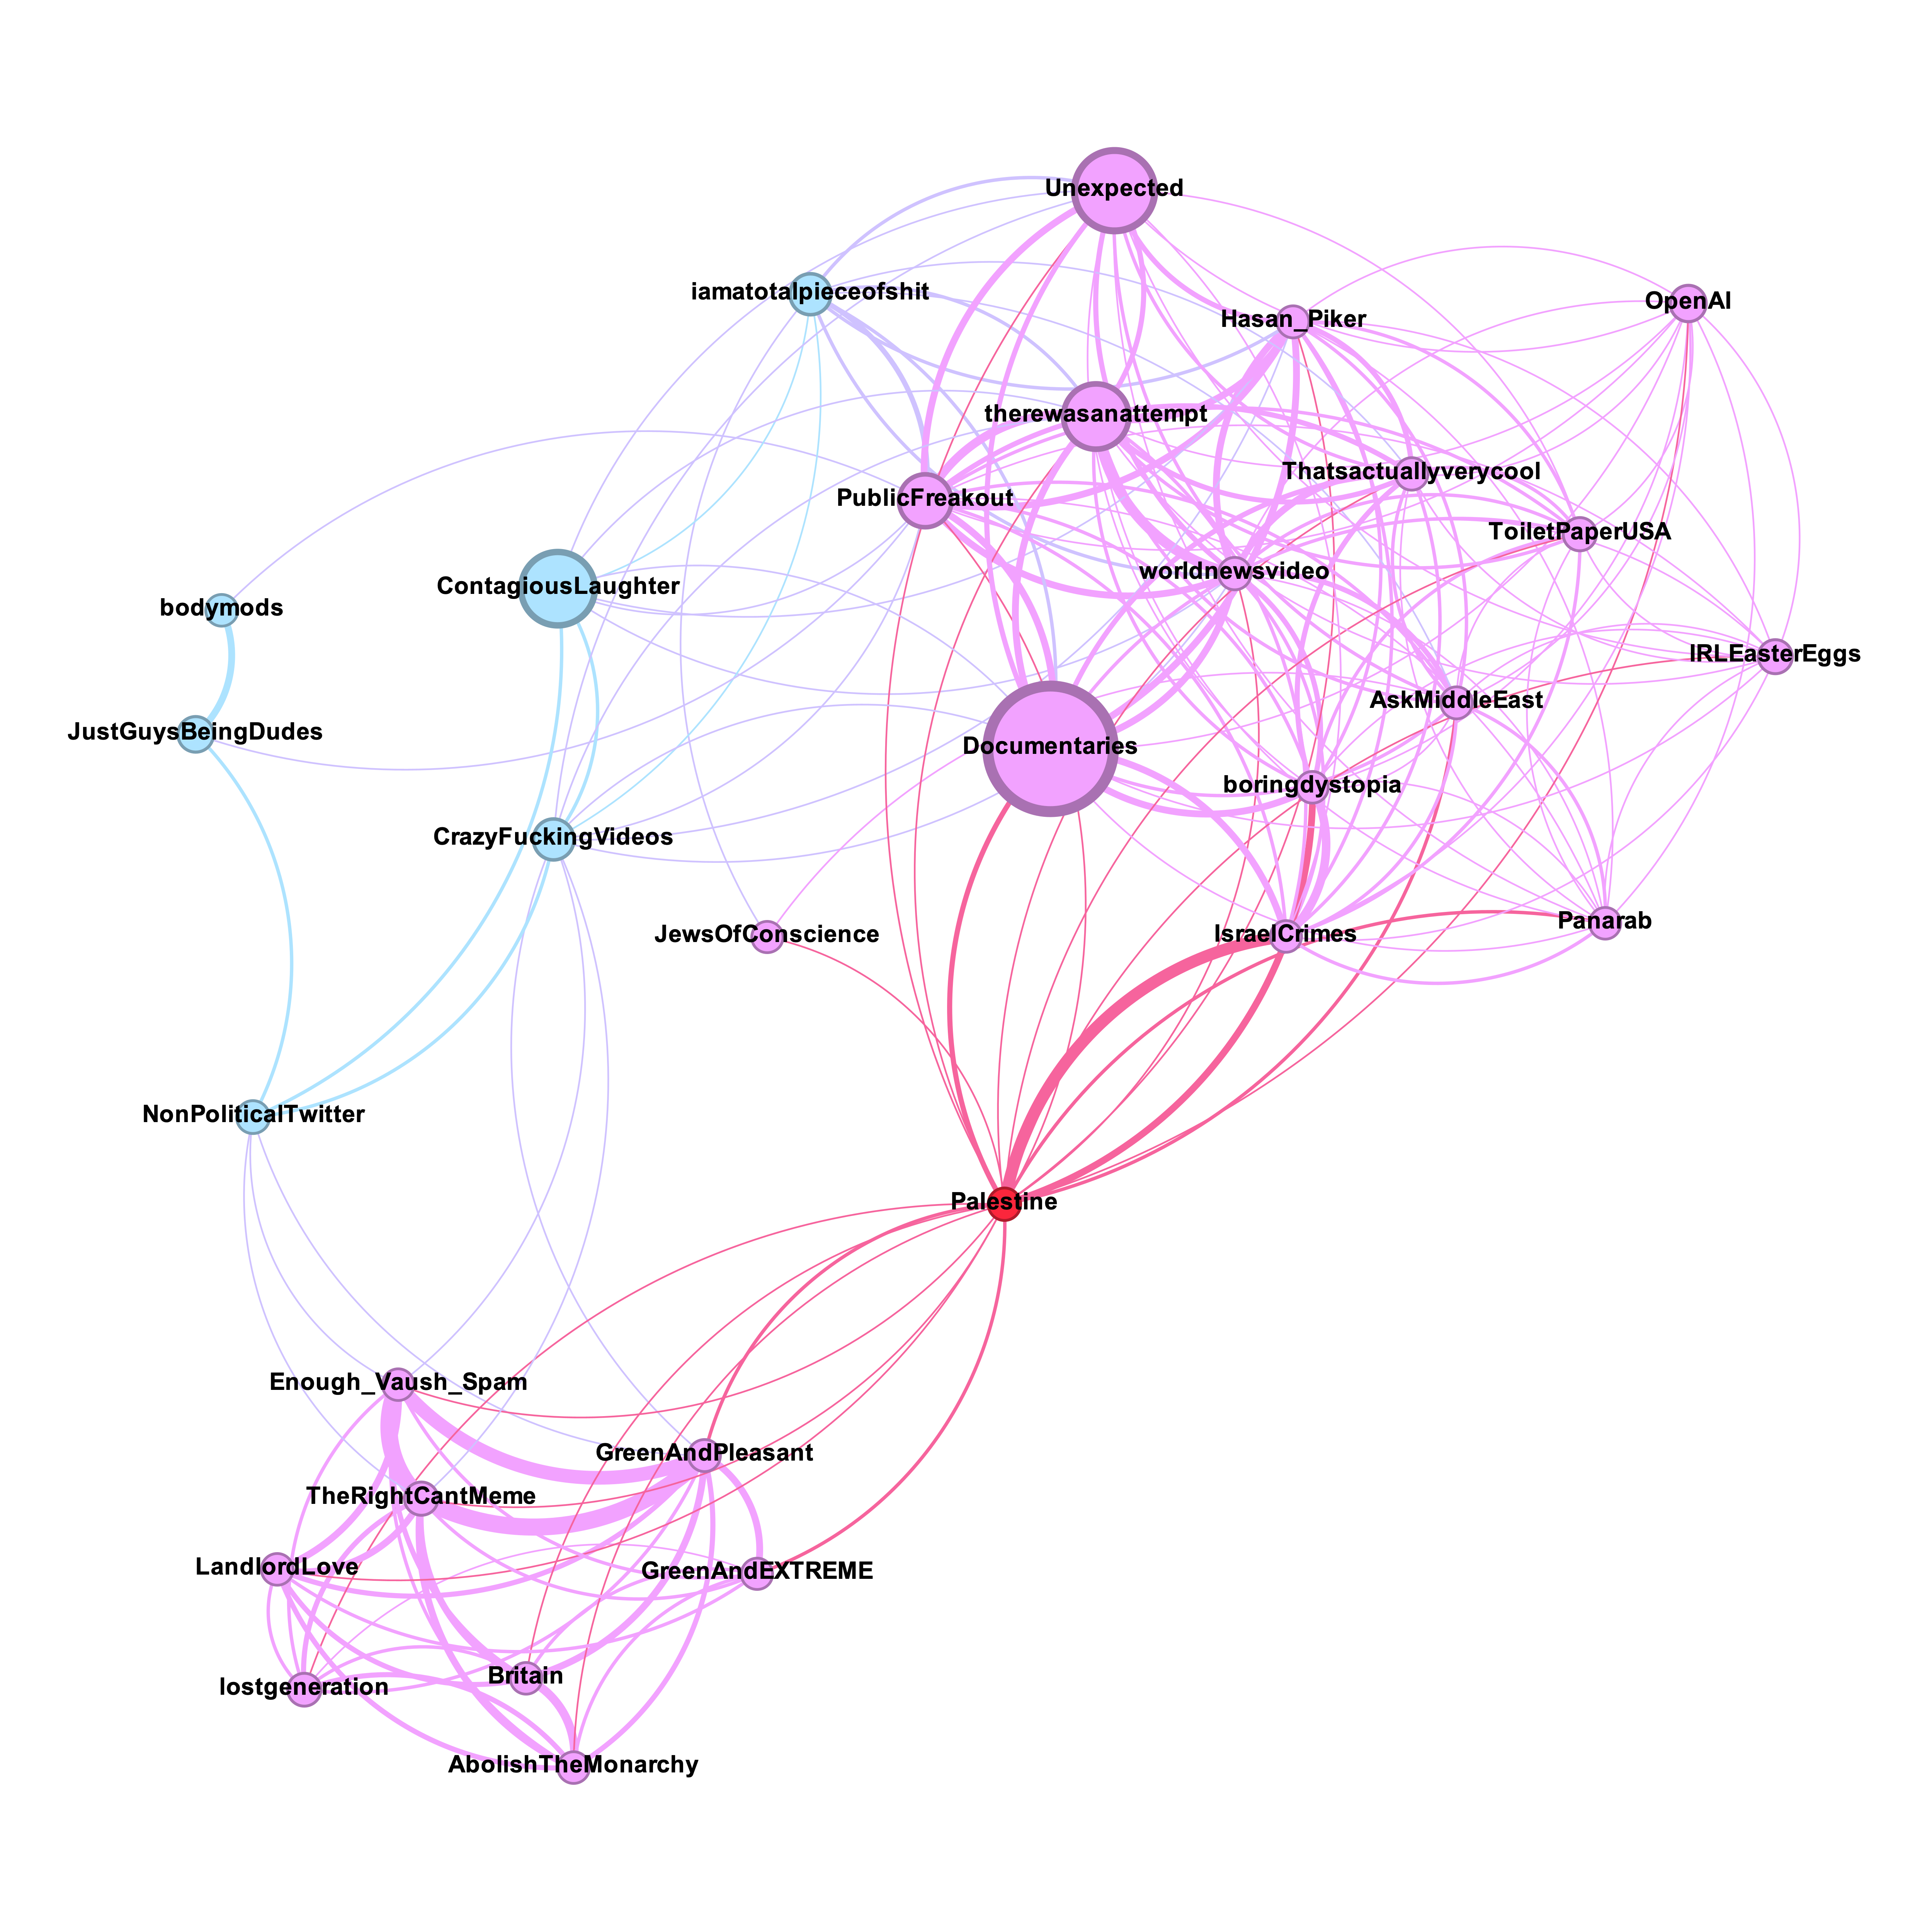 Unexpected
iamatotalpieceofshit
OpenAI
Hasan_Piker
therewasanattempt
Thatsactuallyverycool
PublicFreakout
ToiletPaperUSA
worldnewsvideo
ContagiousLaughter
bodymods
IRLEasterEggs
AskMiddleEast
JustGuysBeingDudes
Documentaries
boringdystopia
CrazyFuckingVideos
Panarab
JewsOfConscience
IsraelCrimes
NonPoliticalTwitter
Palestine
Enough_Vaush_Spam
GreenAndPleasant
TheRightCantMeme
LandlordLove
GreenAndEXTREME
Britain
lostgeneration
AbolishTheMonarchy